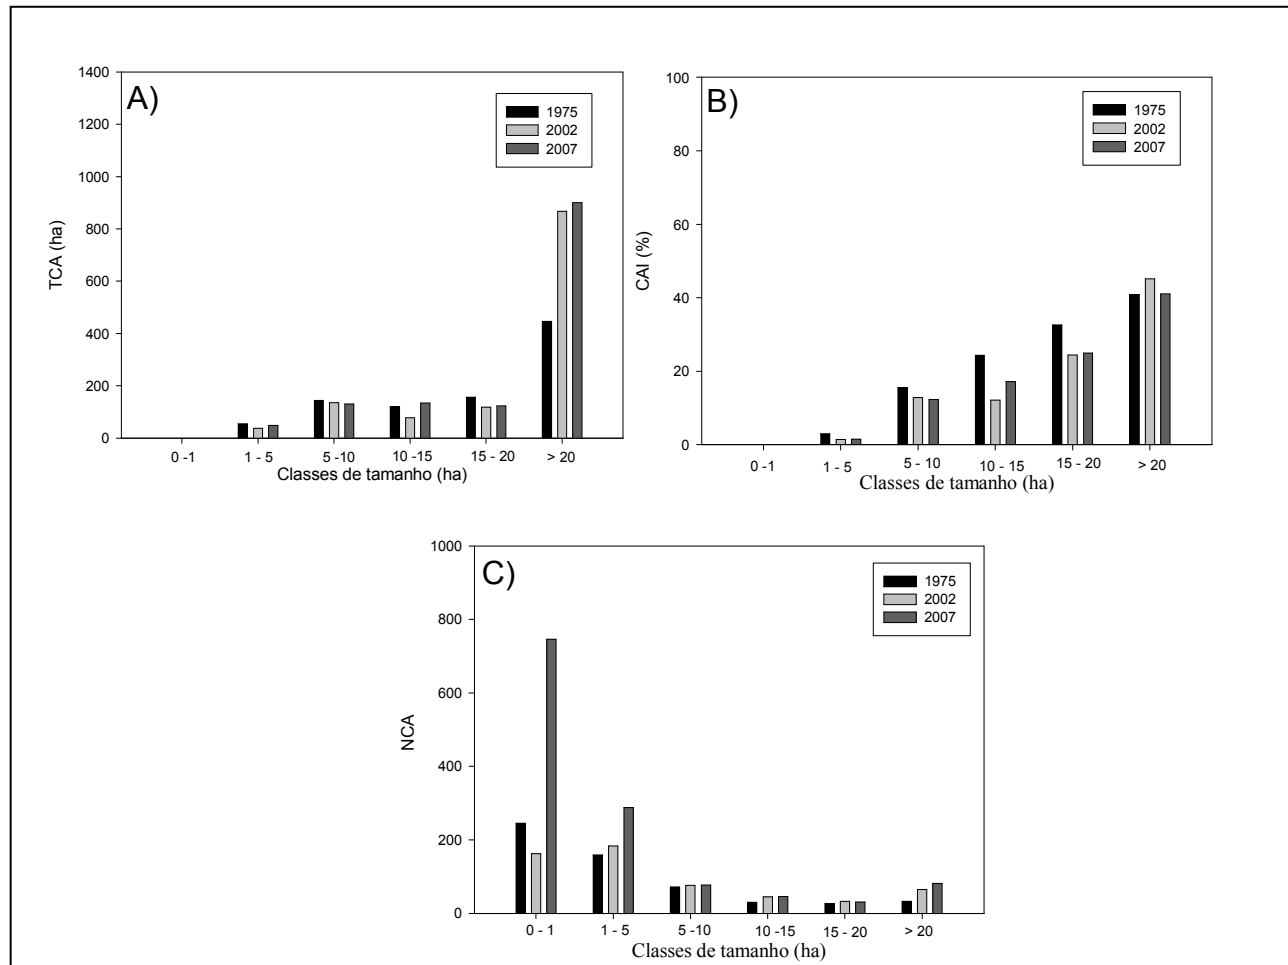 A)
1400
1200
1000
800
600
400
200
0
TCA (ha)
1975
2002
2007
0 -1
1 - 5
5 -10
10 -15
15 - 20
> 20
Classes de tamanho (ha)
B)
100
80
60
40
20
0
CAI (%)
1975
2002
2007
0 -1
1 - 5
5 - 10
10 - 15
15 - 20
> 20
Classes de tamanho (ha)
C)
1000
800
600
400
200
0
NCA
1975
2002
2007
0 - 1
1 - 5
5 -10
10 -15
15 - 20
> 20
Classes de tamanho (ha)